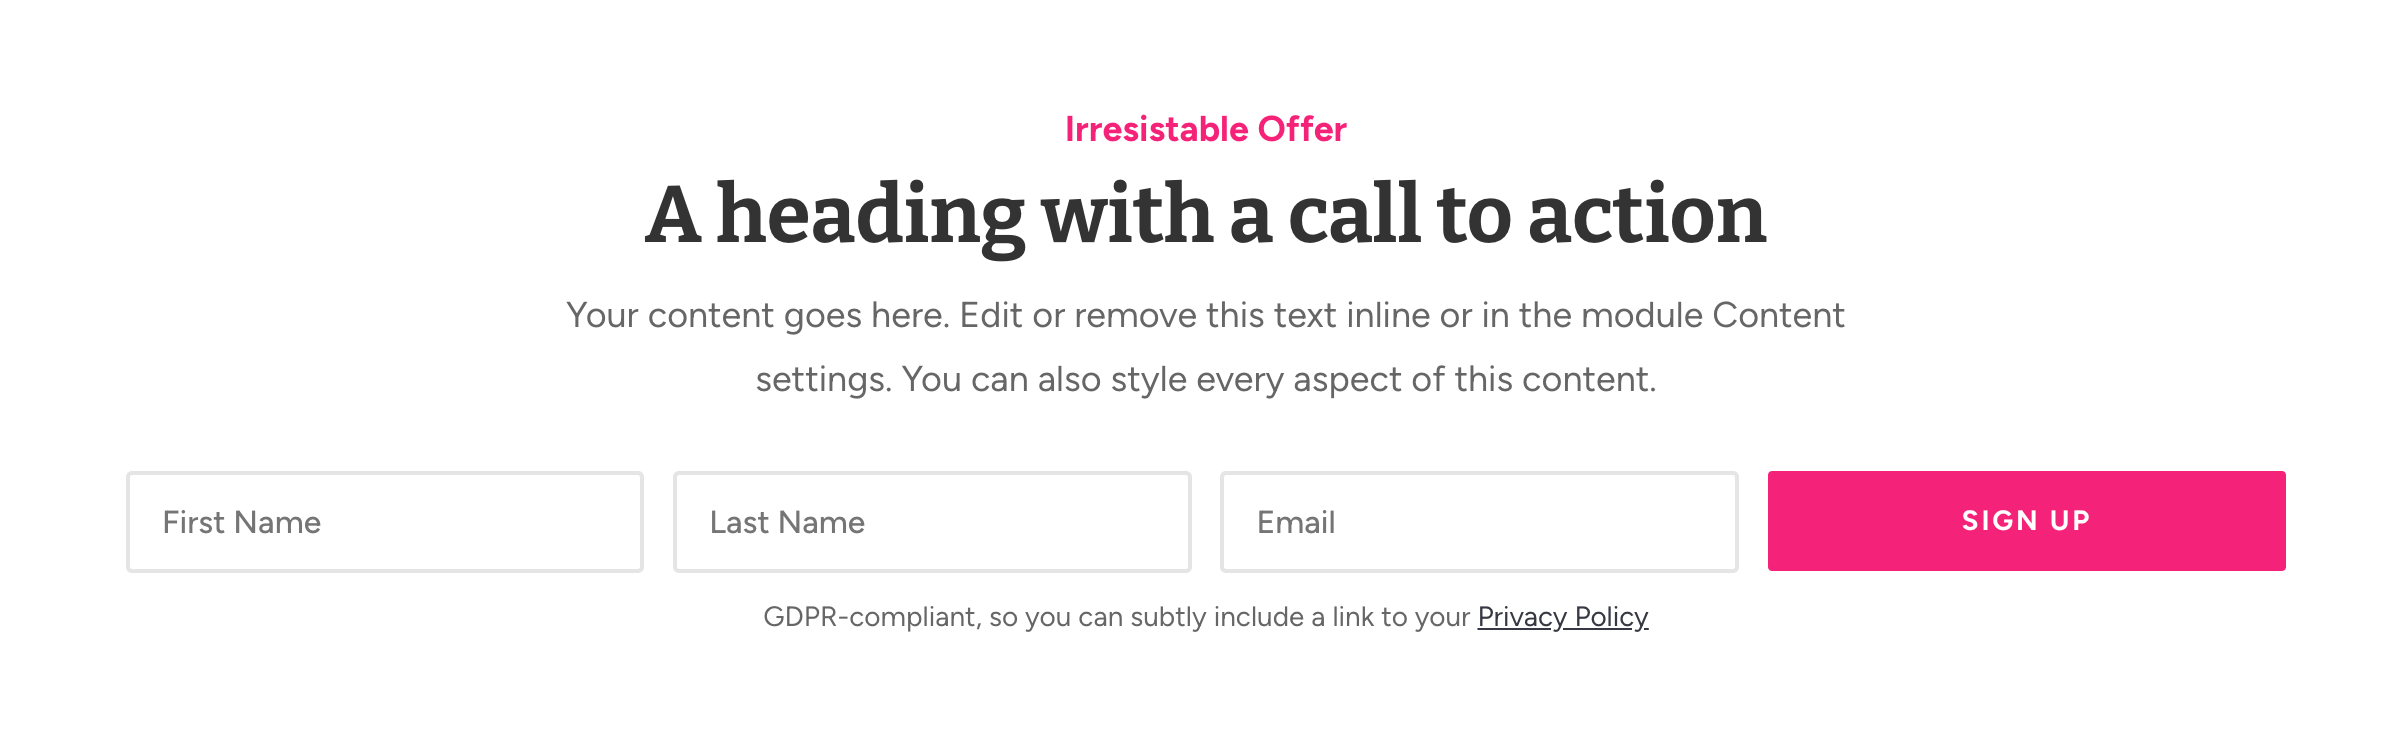 Irresistable Offer
A heading with a call to action
Your content goes here. Edit or remove this text inline or in the module Content
settings. You can also style every aspect of this content.
First Name
Last Name
Email
SIGN UP
GDPR-compliant, so you can subtly include a link to your Privacy Policy